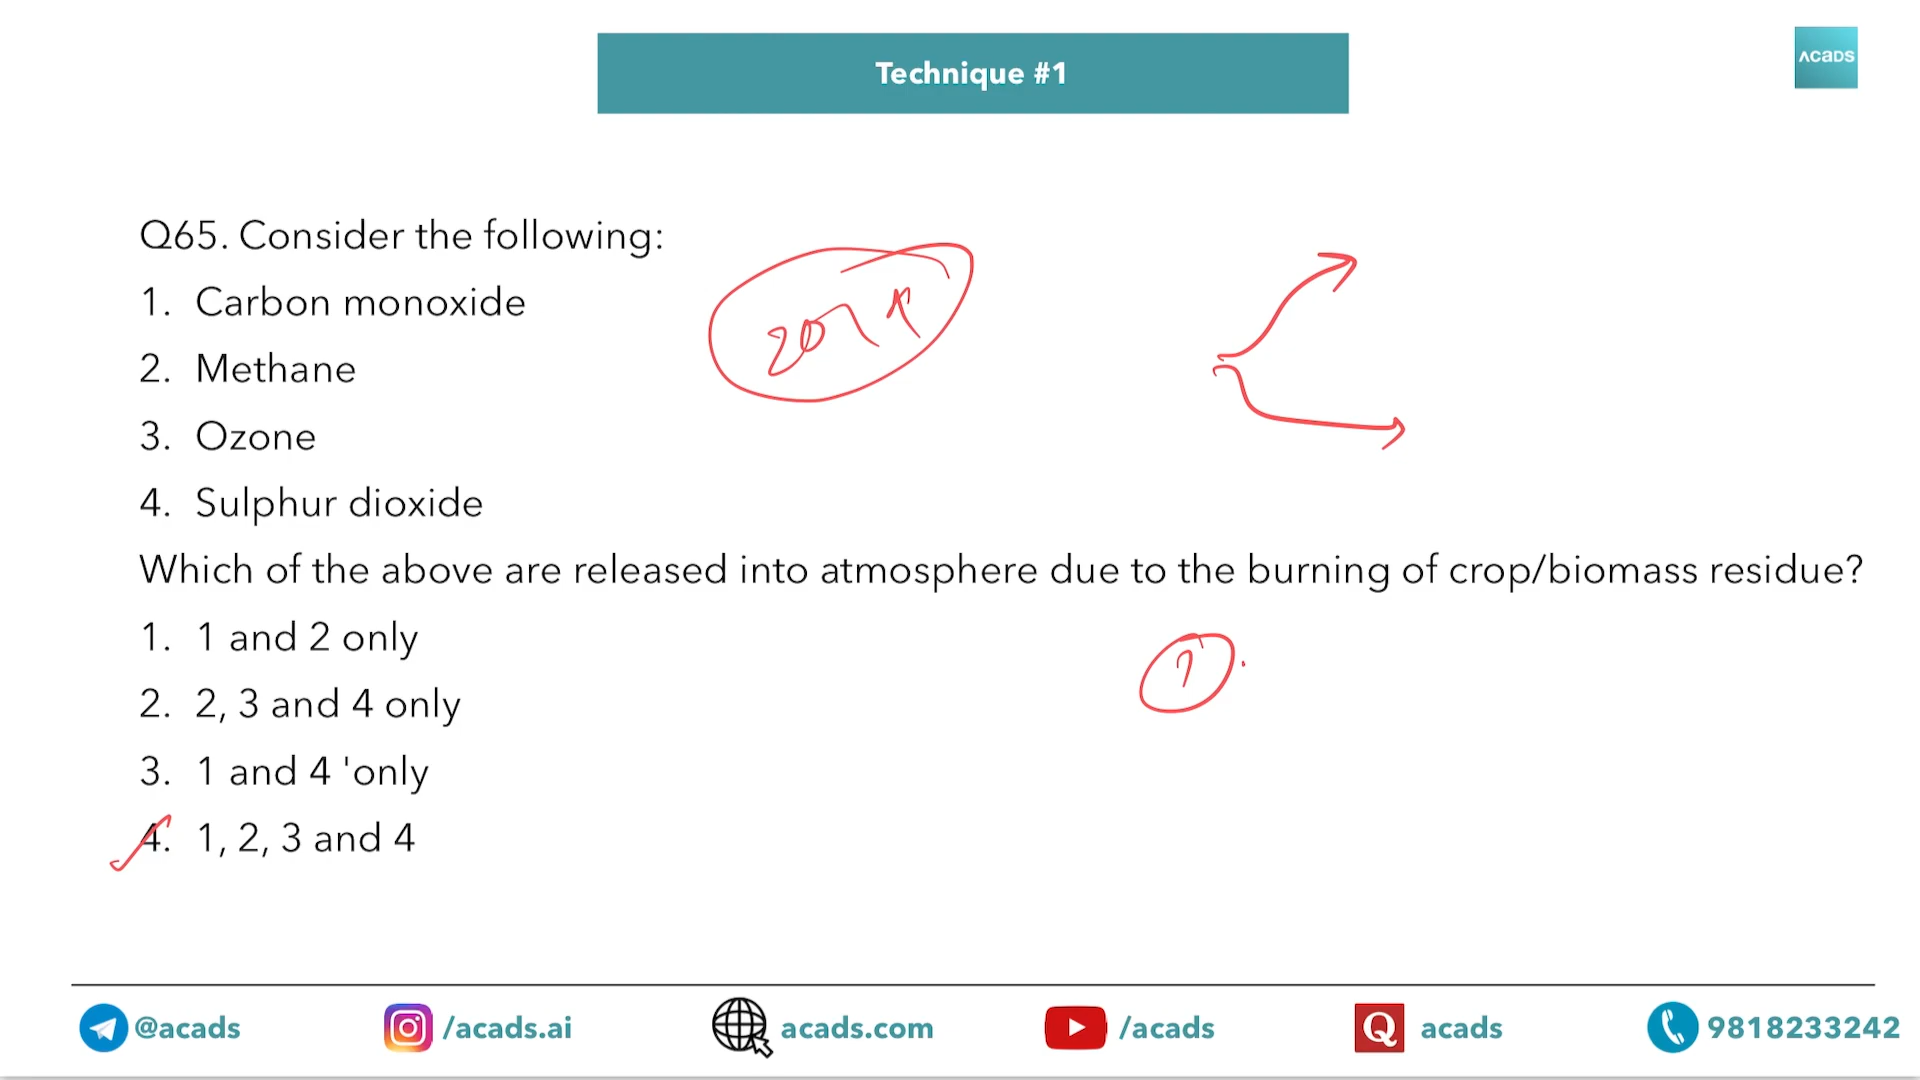 Technique #1
ACADS
Q65. Consider the following:
1. Carbon monoxide
2. Methane
3. Ozone
4. Sulphur dioxide
Which of the above are released into atmosphere due to the burning of crop/biomass residue?
1. 1 and 2 only
2. 2, 3 and 4 only
3. 1 and 4 'only
4. 1, 2, 3 and 4
?
@acads
/acads.ai
acads.com
/acads
acads
9818233242